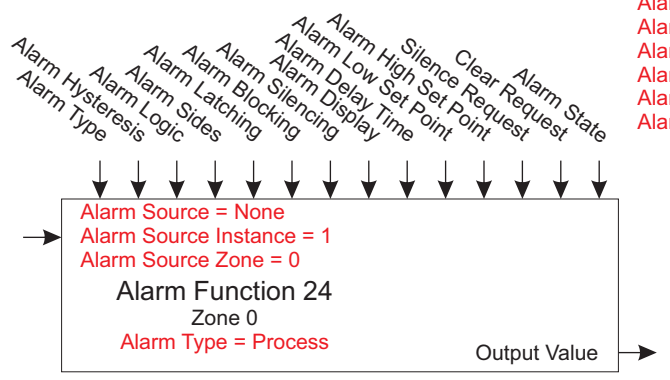 Alarm Type
Alarm Hysteresis
Alarm Logic
Alarm Sides
Alarm Latching
Alarm Blocking
Alarm Silencing
Alarm Display
Alarm Delay Time
Alarm Low Set Point
Alarm High Set Point
Silence Request
Clear Request
Alarm State
Alarm Source = None
Alarm Source Instance = 1
Alarm Source Zone = 0
Alarm Function 24
Zone 0
Alarm Type = Process
Output Value